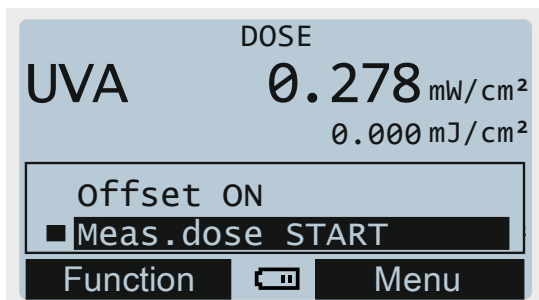 DOSE
UVA 0.278 mW/cm²
0.000 mJ/cm²
Offset ON
Meas.dose START
Function Menu